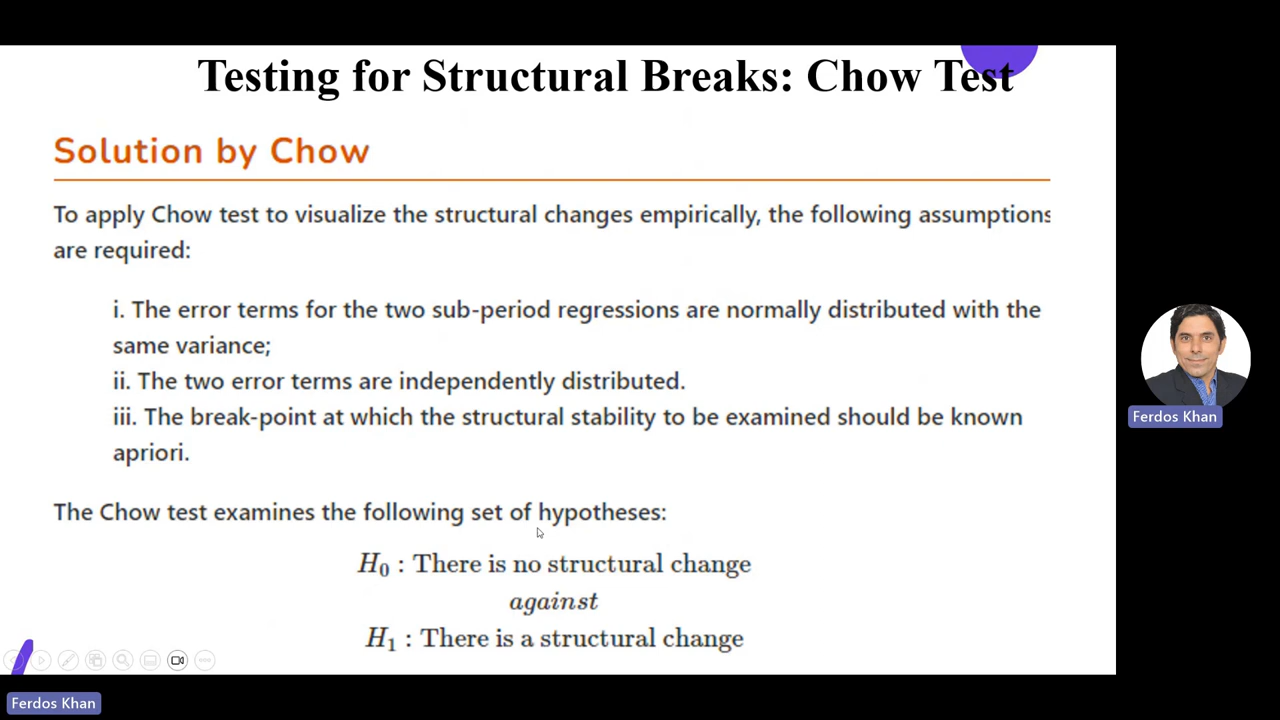 Testing for Structural Breaks: Chow Test
Solution by Chow
To apply Chow test to visualize the structural changes empirically, the following assumptions
are required:
i. The error terms for the two sub-period regressions are normally distributed with the
same variance;
ii. The two error terms are independently distributed.
iii. The break-point at which the structural stability to be examined should be known
apriori.
The Chow test examines the following set of hypotheses:
H₀ : There is no structural change
against
H₁ : There is a structural change
Ferdos Khan
Ferdos Khan